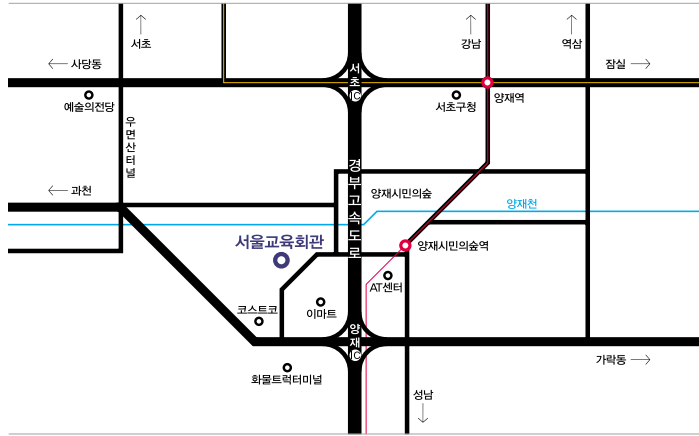 서초
강남
역삼
사당동
서초IC
잠실
예술의전당
서초구청
양재역
우면산터널
경부고속도로
과천
양재시민의숲
양재천
서울교육회관
양재시민의숲역
AT센터
코스트코
이마트
양재IC
가락동
화물트럭터미널
성남